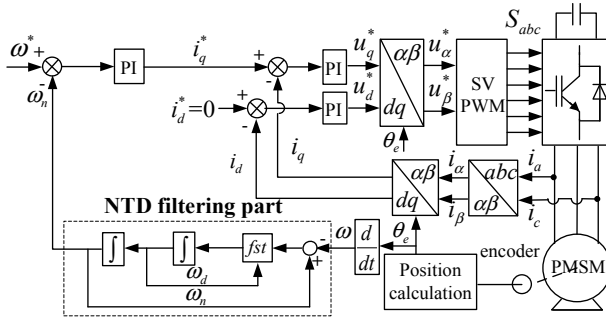 S_abc
ω* + - PI i_q* + - PI u_q* αβ dq u_α* SV PWM
ω_n i_d*=0 + - PI u_d* u_β*
θ_e
i_d i_q αβ dq i_α abc αβ i_a
i_β i_c
NTD filtering part
∫ ∫ fst - + ω d/dt θ_e
ω_d
ω_n
Position calculation
encoder
PMSM